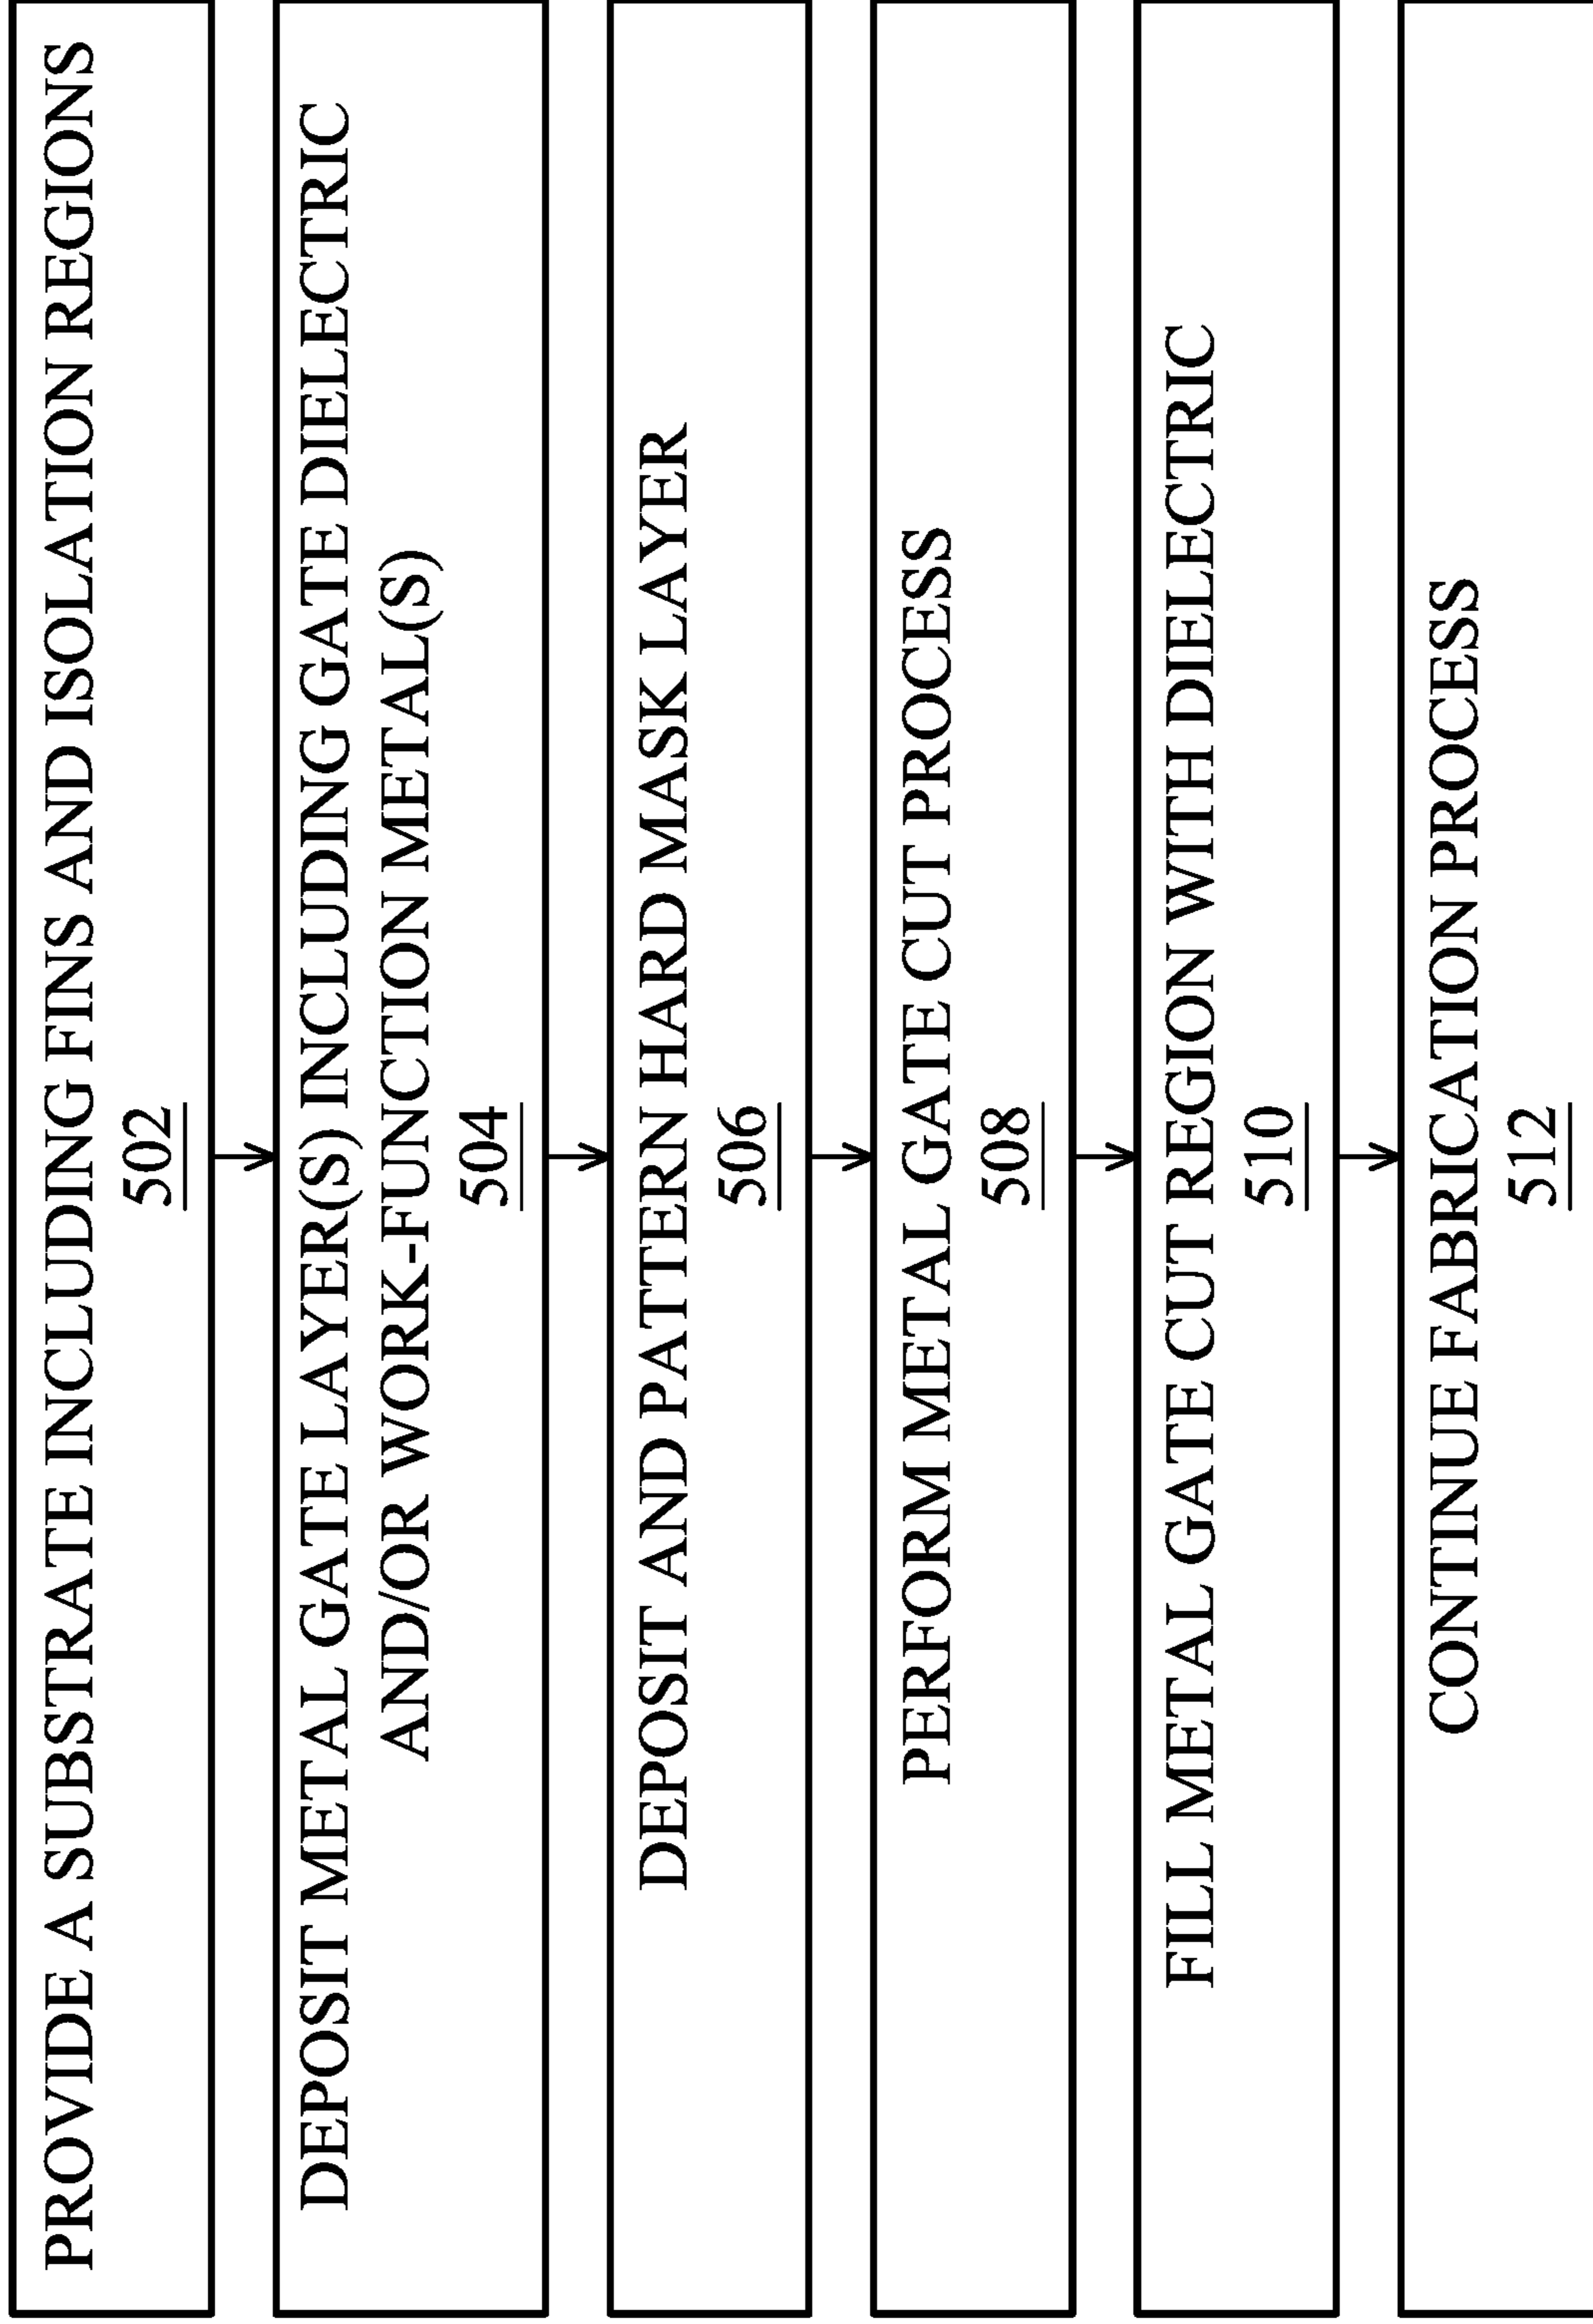 PROVIDE A SUBSTRATE INCLUDING FINS AND ISOLATION REGIONS
502
DEPOSIT METAL GATE LAYER(S) INCLUDING GATE DIELECTRIC
AND/OR WORK-FUNCTION METAL(S)
504
DEPOSIT AND PATTERN HARD MASK LAYER
506
PERFORM METAL GATE CUT PROCESS
508
FILL METAL GATE CUT REGION WITH DIELECTRIC
510
CONTINUE FABRICATION PROCESS
512